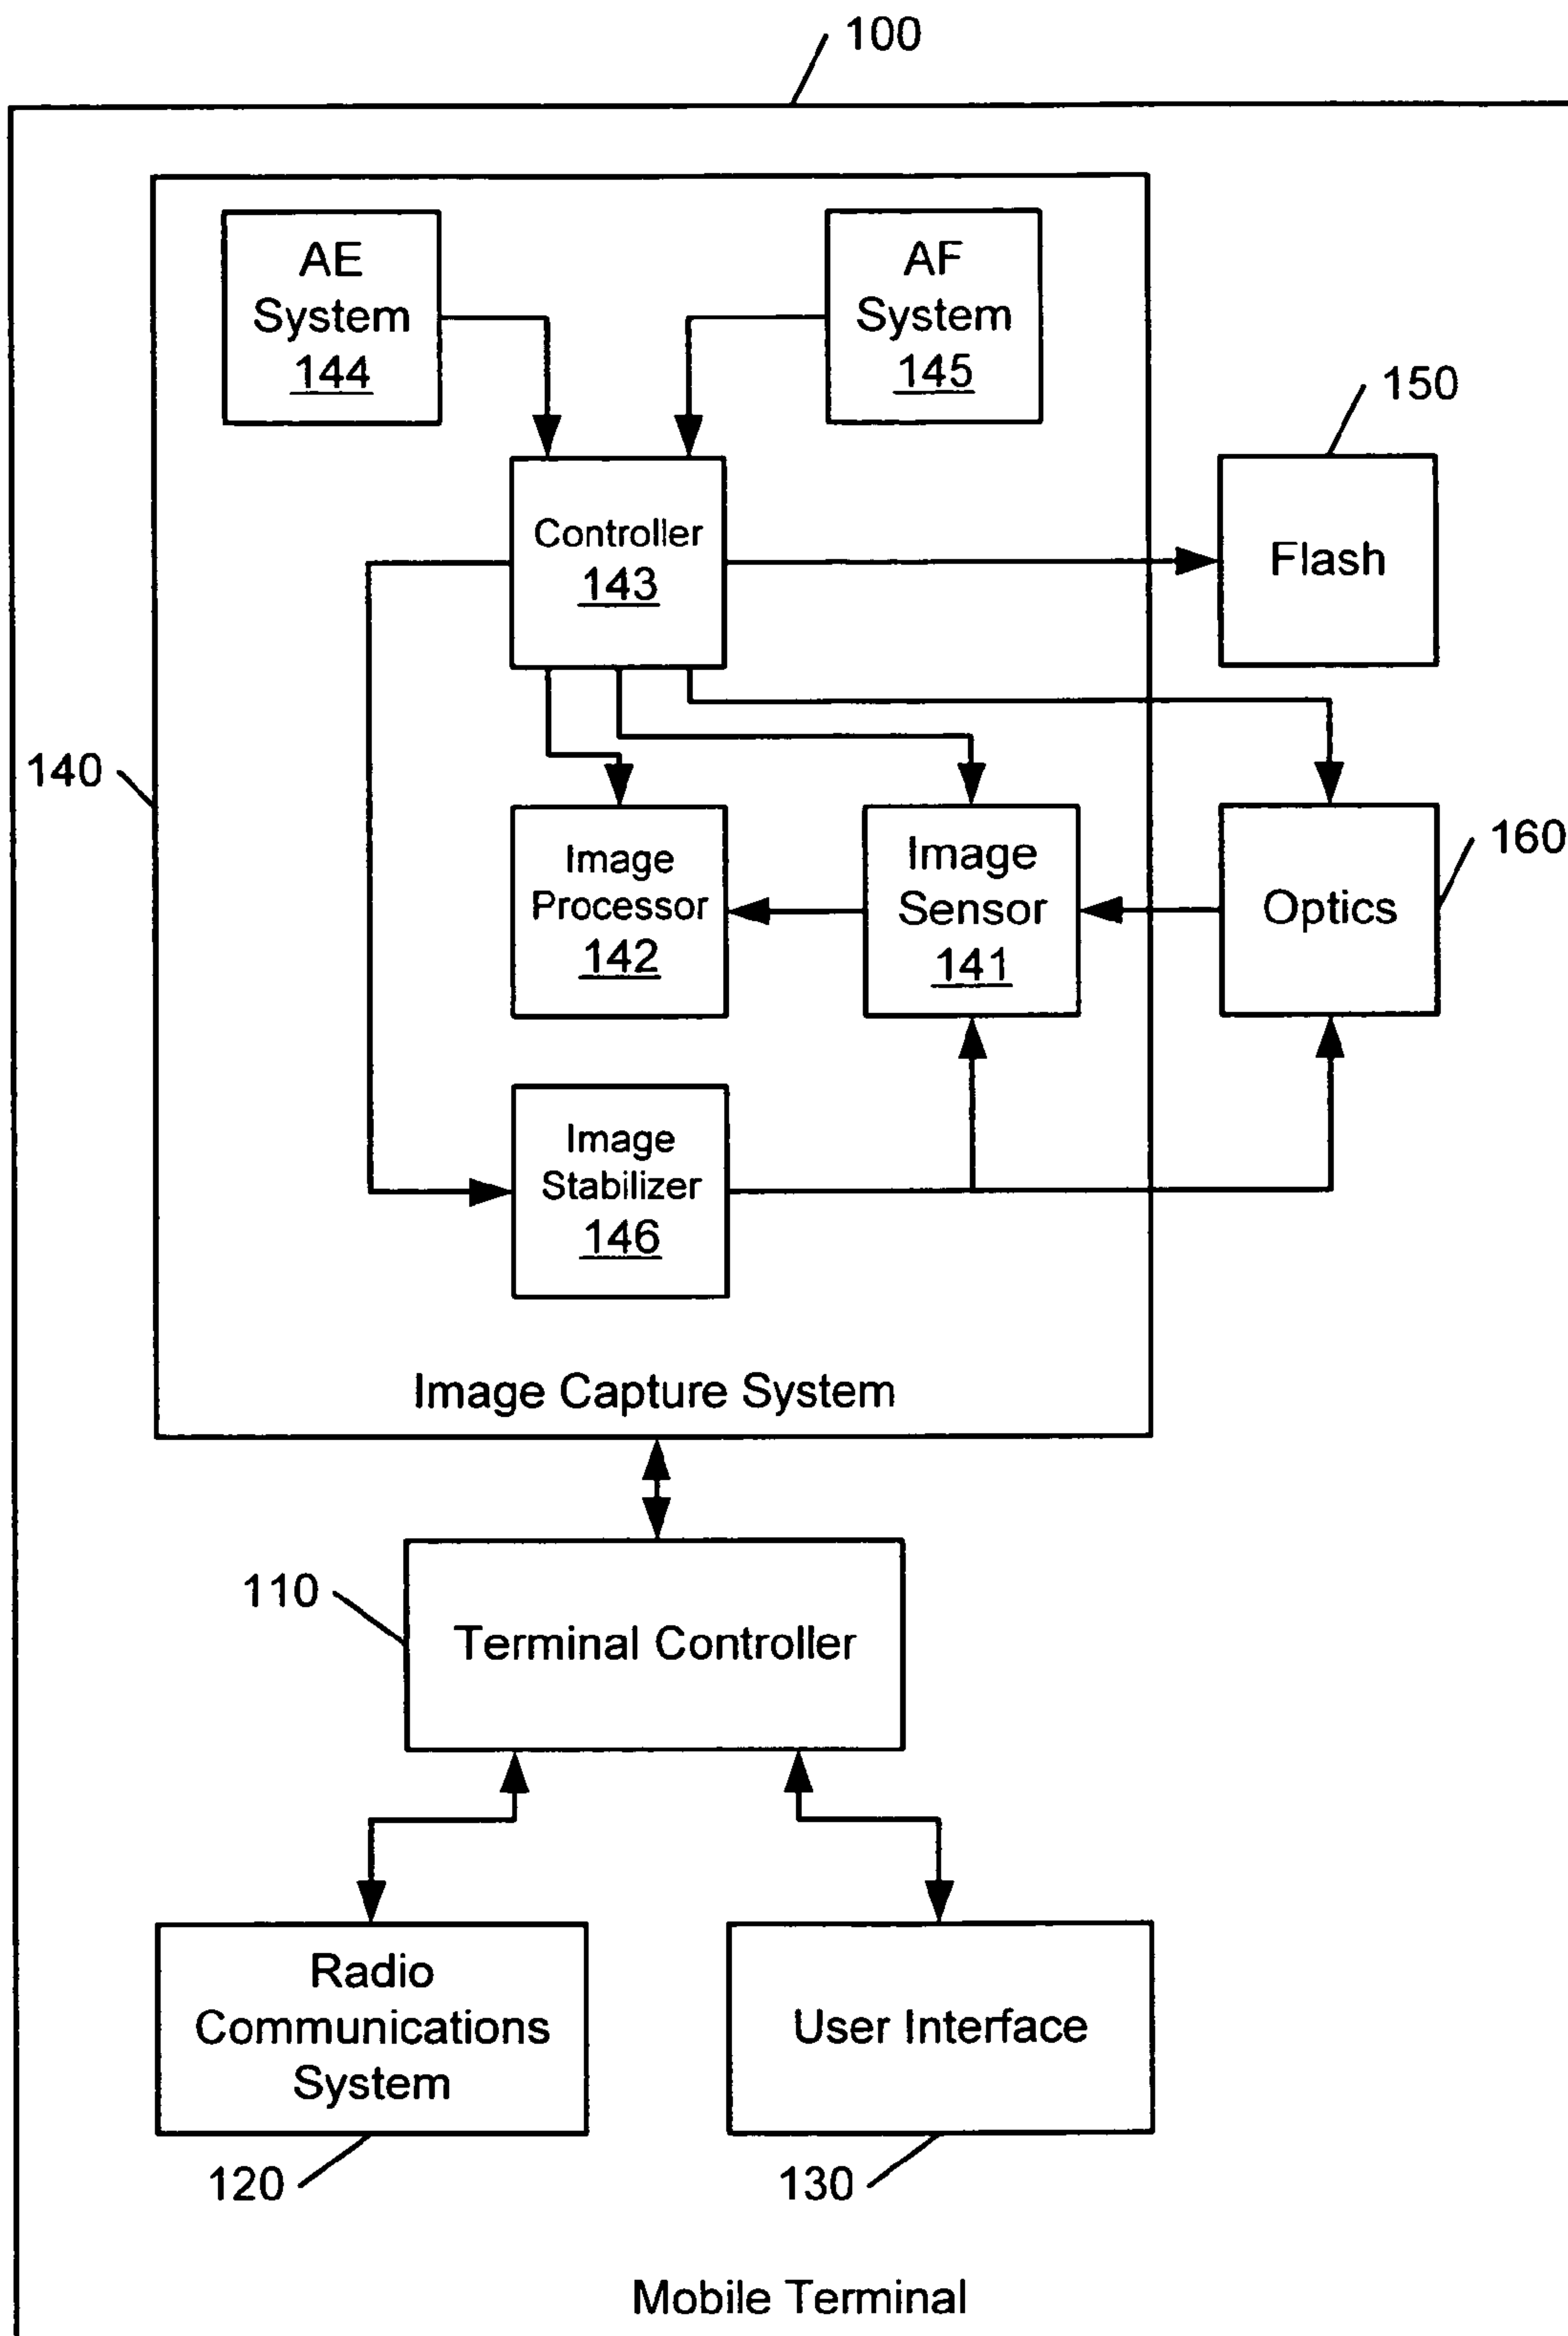 100
AE
System
144
AF
System
145
150
Controller
143
Flash
140
Image
Processor
142
Image
Sensor
141
Optics
160
Image
Stabilizer
146
Image Capture System
110
Terminal Controller
Radio
Communications
System
User Interface
120
130
Mobile Terminal